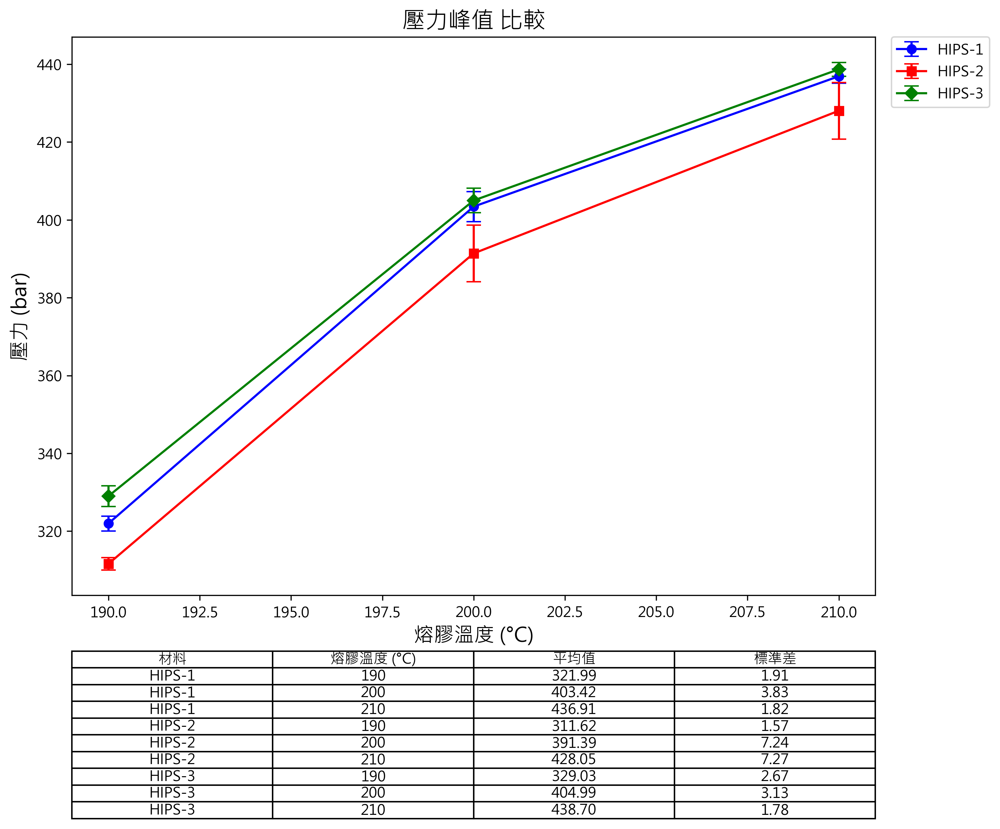 壓力峰值 比較
HIPS-1
HIPS-2
HIPS-3
壓力 (bar)
440
420
400
380
360
340
320
190.0 192.5 195.0 197.5 200.0 202.5 205.0 207.5 210.0
熔膠溫度 (°C)
材料 熔膠溫度 (°C) 平均值 標準差
HIPS-1 190 321.99 1.91
HIPS-1 200 403.42 3.83
HIPS-1 210 436.91 1.82
HIPS-2 190 311.62 1.57
HIPS-2 200 391.39 7.24
HIPS-2 210 428.05 7.27
HIPS-3 190 329.03 2.67
HIPS-3 200 404.99 3.13
HIPS-3 210 438.70 1.78